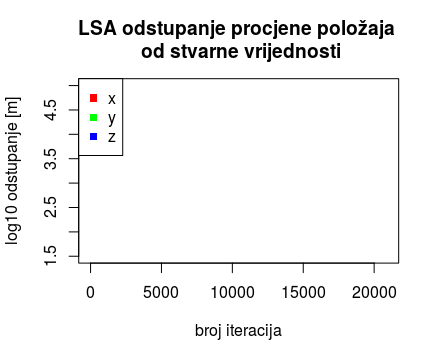 LSA odstupanje procjene položaja
od stvarne vrijednosti
x
y
z
log10 odstupanje [m]
4.5
3.5
2.5
1.5
0 5000 10000 15000 20000
broj iteracija